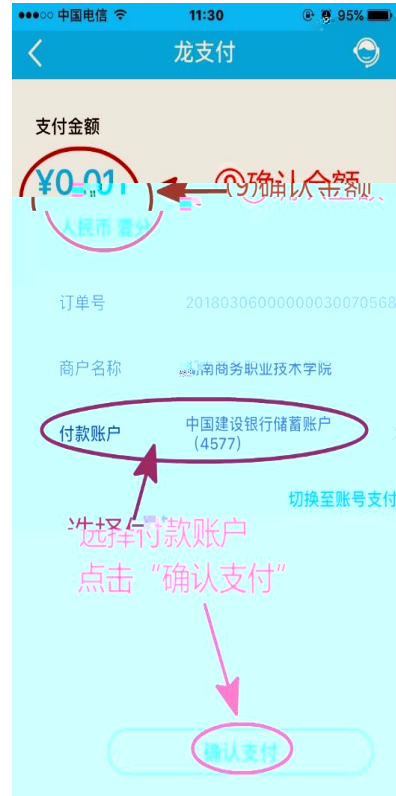 中国电信 11:30 95%
龙支付
支付金额
¥0.01
(9)确认金额
人民币 壹分
订单号 20180306000000030070568
商户名称 湖南商务职业技术学院
付款账户 中国建设银行储蓄账户
(4577)
切换至账号支付
选择付款账户
点击“确认支付”
确认支付